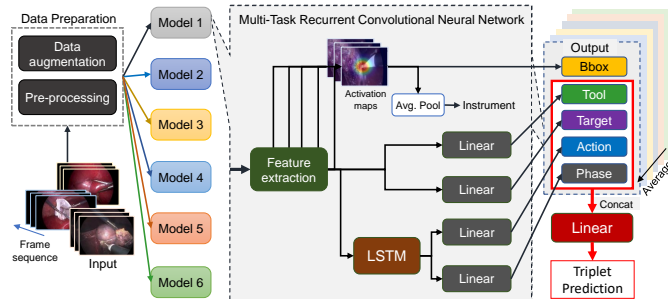 Data Preparation
Data
augmentation
Pre-processing
Frame
sequence
Input
Model 1
Model 2
Model 3
Model 4
Model 5
Model 6
Multi-Task Recurrent Convolutional Neural Network
Activation
maps
Avg. Pool
Instrument
Feature
extraction
Linear
Linear
LSTM
Linear
Linear
Output
Bbox
Tool
Target
Action
Phase
Average
Concat
Linear
Triplet
Prediction